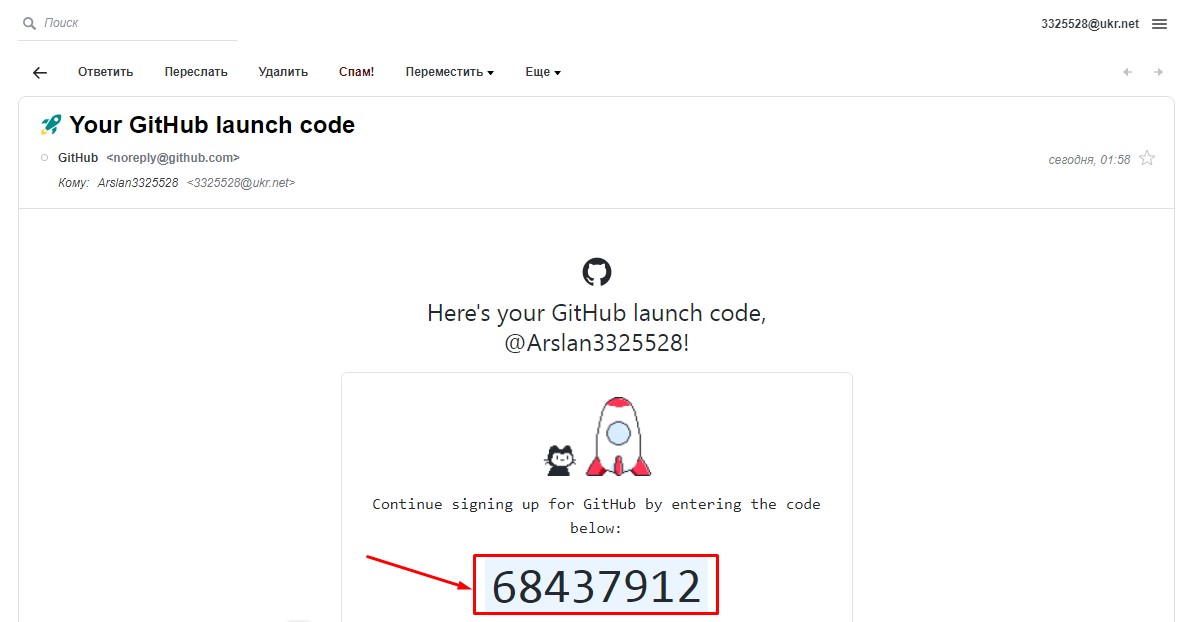 Поиск
3325528@ukr.net
Ответить Переслать Удалить Спам! Переместить Еще
Your GitHub launch code
GitHub <noreply@github.com>
сегодня, 01:58
Кому: Arslan3325528 <3325528@ukr.net>
Here's your GitHub launch code,
@Arslan3325528!
Continue signing up for GitHub by entering the code
below:
68437912